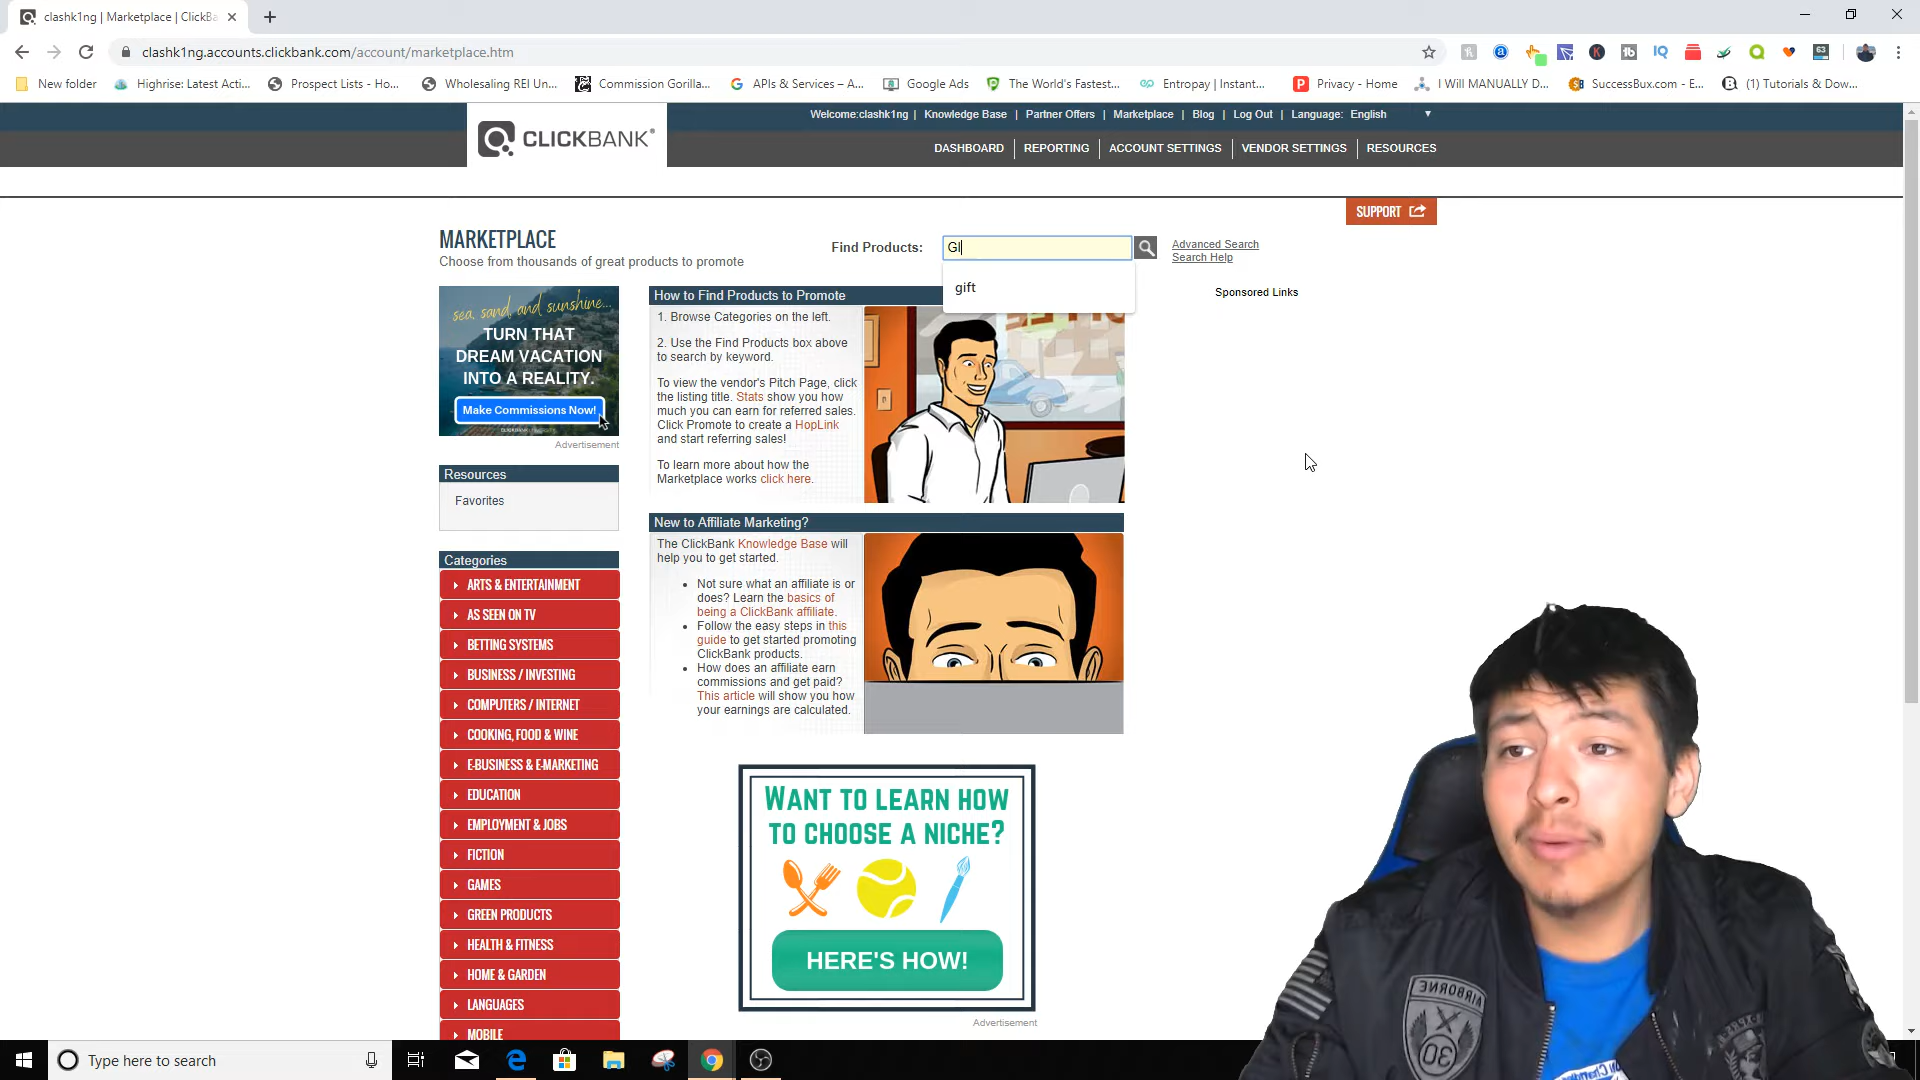 clashk1ng | Marketplace | ClickBa
clashk1ng.accounts.clickbank.com/account/marketplace.htm
63
New folder
Highrise: Latest Acti...
Prospect Lists - Ho...
Wholesaling REI Un...
Commission Gorilla...
APIs & Services – A...
Google Ads
The World's Fastest...
Entropay | Instant...
Privacy - Home
I Will MANUALLY D...
SuccessBux.com - E...
(1) Tutorials & Dow...
CLICKBANK
Welcome:clashk1ng | Knowledge Base | Partner Offers | Marketplace | Blog | Log Out | Language: English
DASHBOARD | REPORTING | ACCOUNT SETTINGS | VENDOR SETTINGS | RESOURCES
SUPPORT
MARKETPLACE
Choose from thousands of great products to promote
Find Products:
GI
gift
Advanced Search
Search Help
Sponsored Links
sea, sand, and sunshine...
TURN THAT
DREAM VACATION
INTO A REALITY.
Make Commissions Now!
Advertisement
Resources
Favorites
Categories
ARTS & ENTERTAINMENT
AS SEEN ON TV
BETTING SYSTEMS
BUSINESS / INVESTING
COMPUTERS / INTERNET
COOKING, FOOD & WINE
E-BUSINESS & E-MARKETING
EDUCATION
EMPLOYMENT & JOBS
FICTION
GAMES
GREEN PRODUCTS
HEALTH & FITNESS
HOME & GARDEN
LANGUAGES
MOBILE
How to Find Products to Promote
1. Browse Categories on the left.
2. Use the Find Products box above
to search by keyword.
To view the vendor's Pitch Page, click
the listing title. Stats show you how
much you can earn for referred sales.
Click Promote to create a HopLink
and start referring sales!
To learn more about how the
Marketplace works click here.
New to Affiliate Marketing?
The ClickBank Knowledge Base will
help you to get started.
Not sure what an affiliate is or
does? Learn the basics of
being a ClickBank affiliate.
Follow the easy steps in this
guide to get started promoting
ClickBank products.
How does an affiliate earn
commissions and get paid?
This article will show you how
your earnings are calculated.
WANT TO LEARN HOW
TO CHOOSE A NICHE?
HERE'S HOW!
Advertisement
AIRBORNE
30
Type here to search